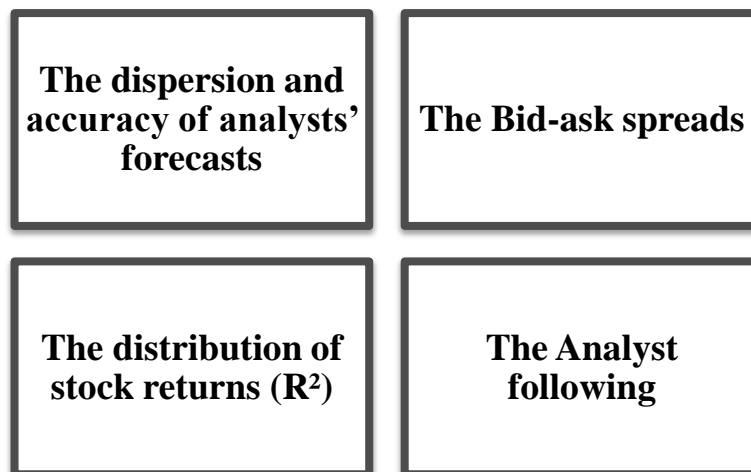 The dispersion and
accuracy of analysts’
forecasts
The Bid-ask spreads
The distribution of
stock returns (R²)
The Analyst
following